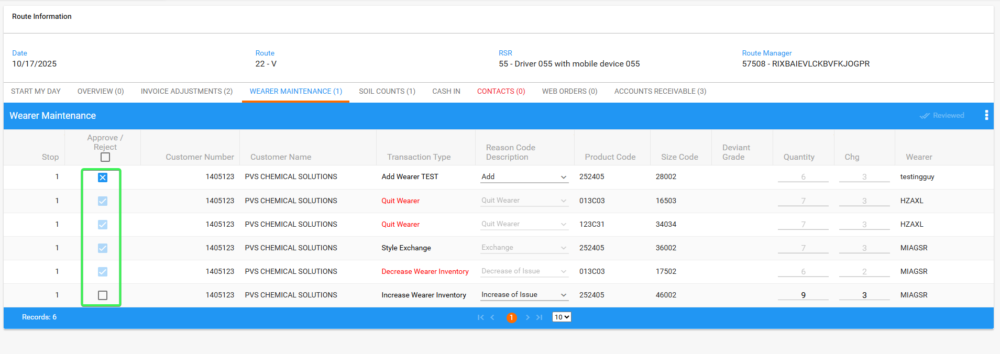 Route Information
Date Route RSR Route Manager
10/17/2025 22 - V 55 - Driver 055 with mobile device 055 57508 - RIXBAIEVLCKBVFKJOGPR
START MY DAY OVERVIEW (0) INVOICE ADJUSTMENTS (2) WEARER MAINTENANCE (1) SOIL COUNTS (1) CASH IN CONTACTS (0) WEB ORDERS (0) ACCOUNTS RECEIVABLE (3)
Wearer Maintenance Reviewed
Stop Approve / Reject Customer Number Customer Name Transaction Type Reason Code Description Product Code Size Code Deviant Grade Quantity Chg Wearer
1 1405123 PVS CHEMICAL SOLUTIONS Add Wearer TEST Add 252405 28002 6 3 testingguy
1 1405123 PVS CHEMICAL SOLUTIONS Quit Wearer Quit Wearer 013C03 16503 7 3 HZAXL
1 1405123 PVS CHEMICAL SOLUTIONS Quit Wearer Quit Wearer 123C31 34034 7 3 HZAXL
1 1405123 PVS CHEMICAL SOLUTIONS Style Exchange Exchange 252405 36002 7 3 MIAGSR
1 1405123 PVS CHEMICAL SOLUTIONS Decrease Wearer Inventory Decrease of Issue 013C03 17502 6 2 MIAGSR
1 1405123 PVS CHEMICAL SOLUTIONS Increase Wearer Inventory Increase of Issue 252405 46002 9 3 MIAGSR
Records: 6 1 10